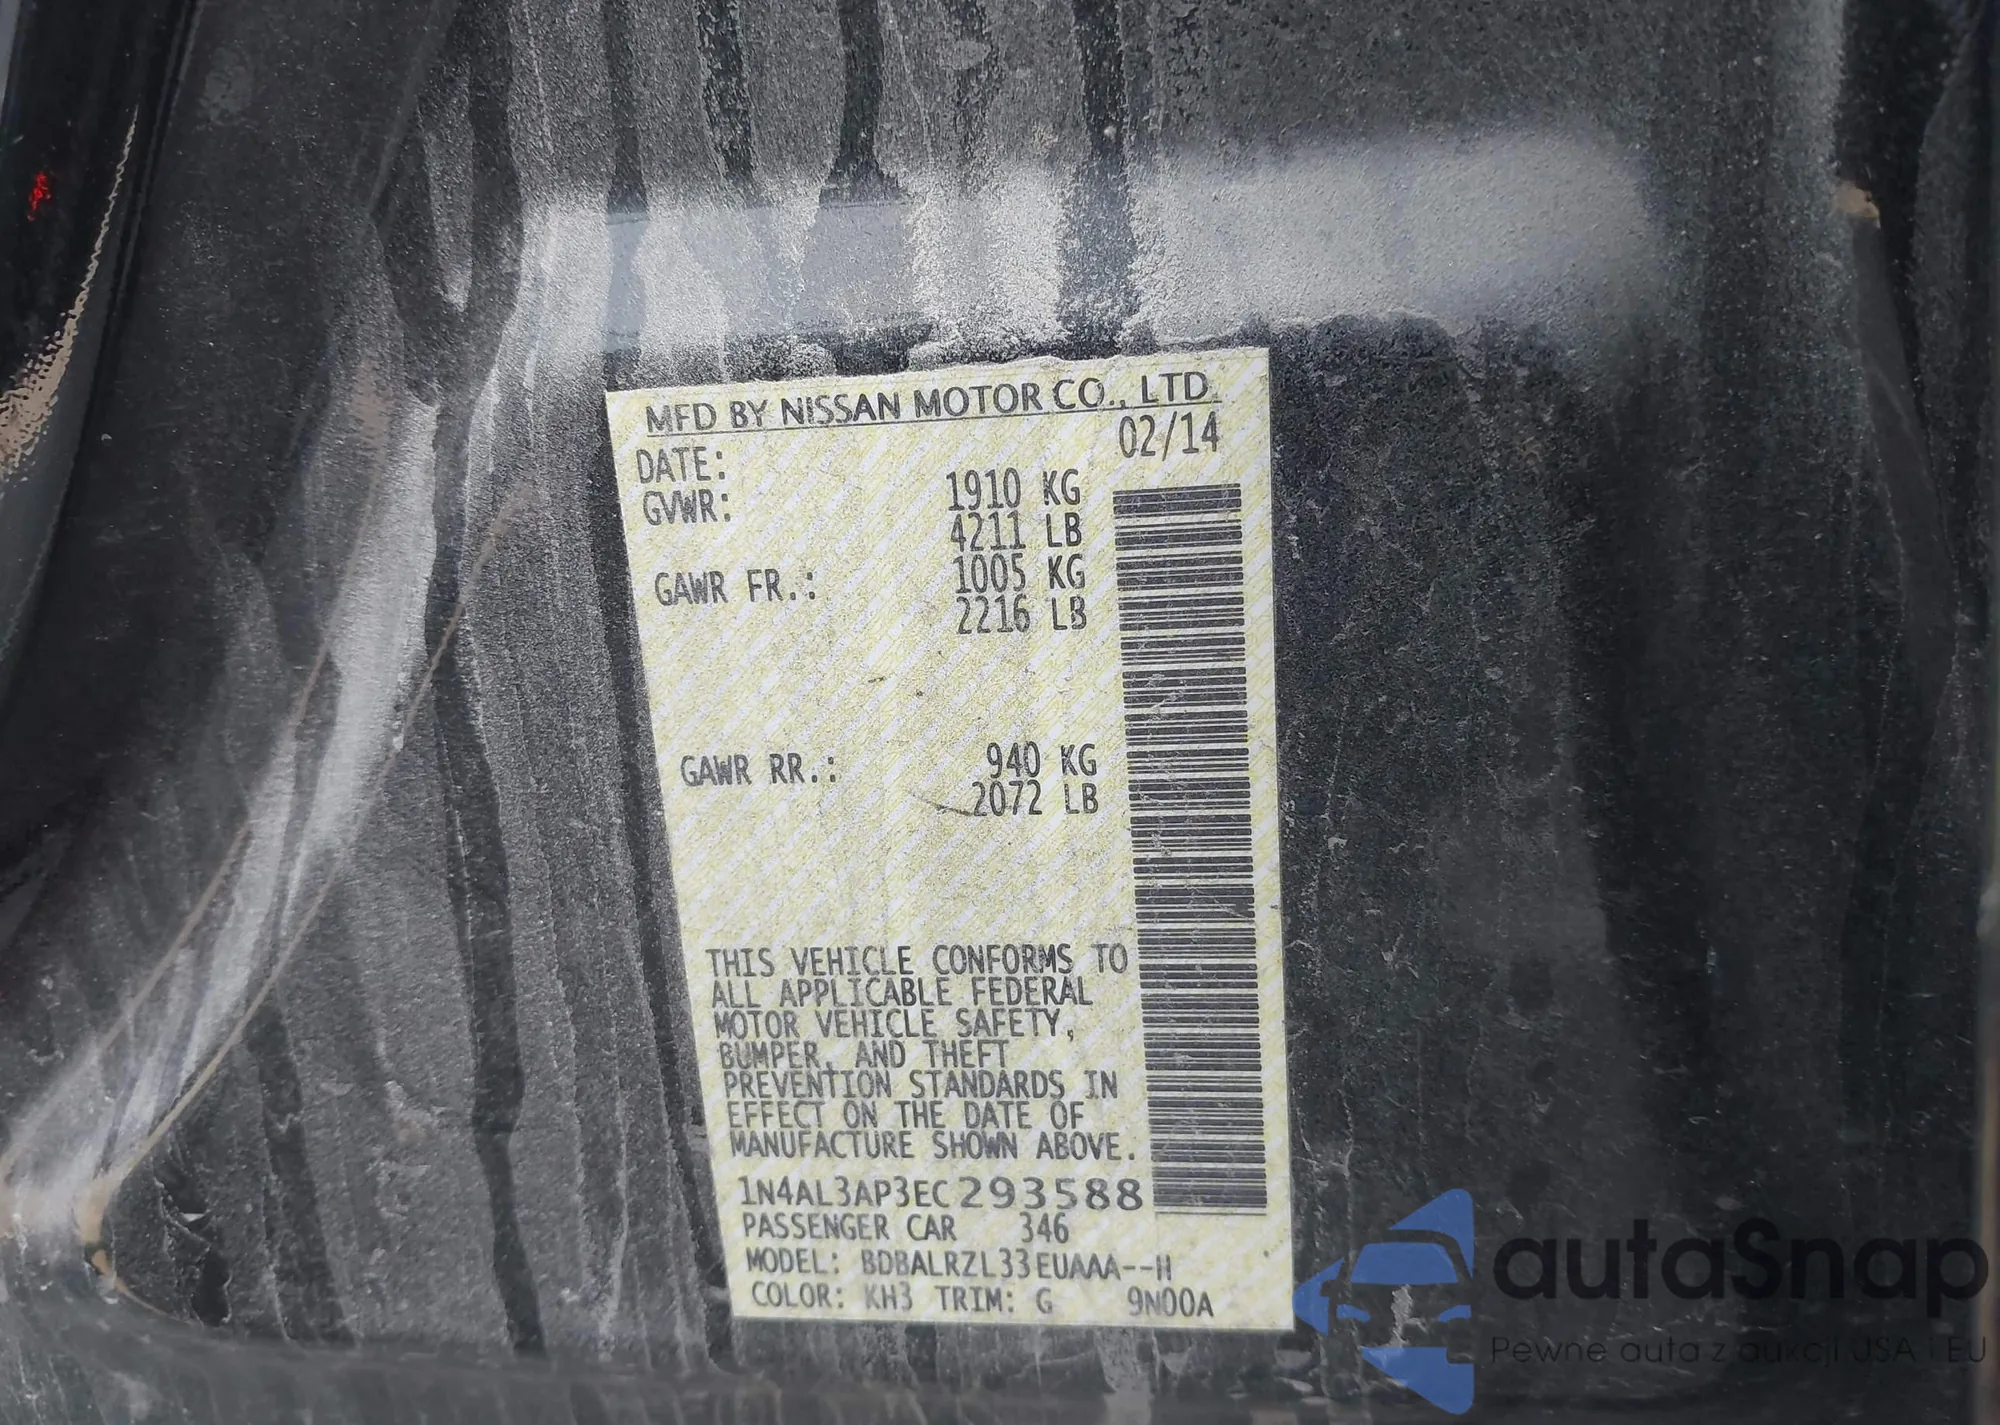 MFD BY NISSAN MOTOR CO., LTD.
DATE: 02/14
GVWR: 1910 KG
4211 LB
GAWR FR.: 1005 KG
2216 LB
GAWR RR.: 940 KG
2072 LB
THIS VEHICLE CONFORMS TO
ALL APPLICABLE FEDERAL
MOTOR VEHICLE SAFETY,
BUMPER, AND THEFT
PREVENTION STANDARDS IN
EFFECT ON THE DATE OF
MANUFACTURE SHOWN ABOVE.
1N4AL3AP3EC293588
PASSENGER CAR 346
MODEL: BDBALRZL33EUAAA--H
COLOR: KH3 TRIM: G 9N00A
autaSnap
Pewne auta z aukcji USA i EU